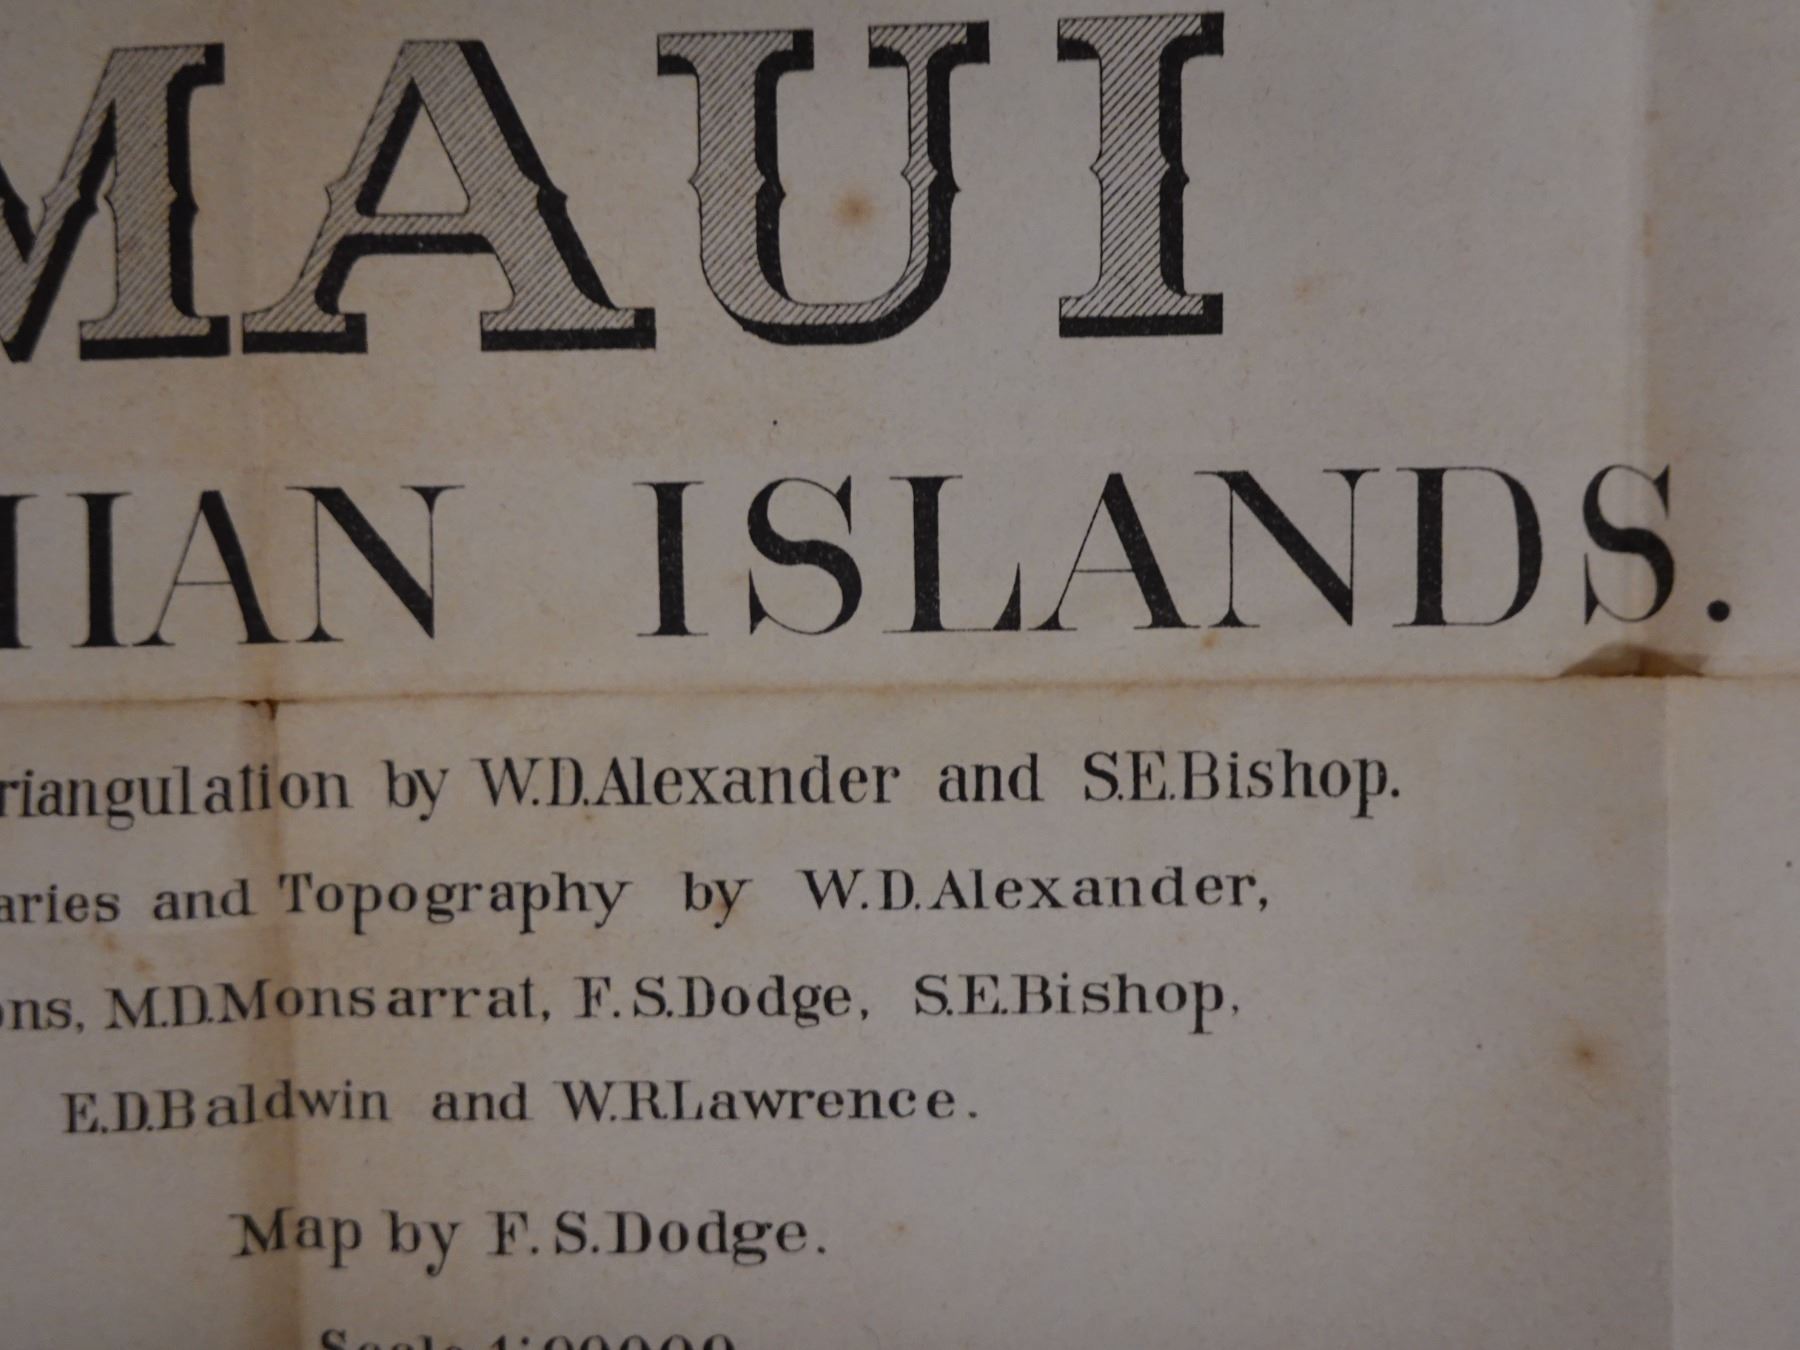 MAUI
IIAN ISLANDS.
riangulation by W.D.Alexander and S.E.Bishop.
aries and Topography by W.D.Alexander,
ons, M.D.Monsarrat, F.S.Dodge, S.E.Bishop,
E.D.Baldwin and W.R.Lawrence.
Map by F.S.Dodge.
Scale